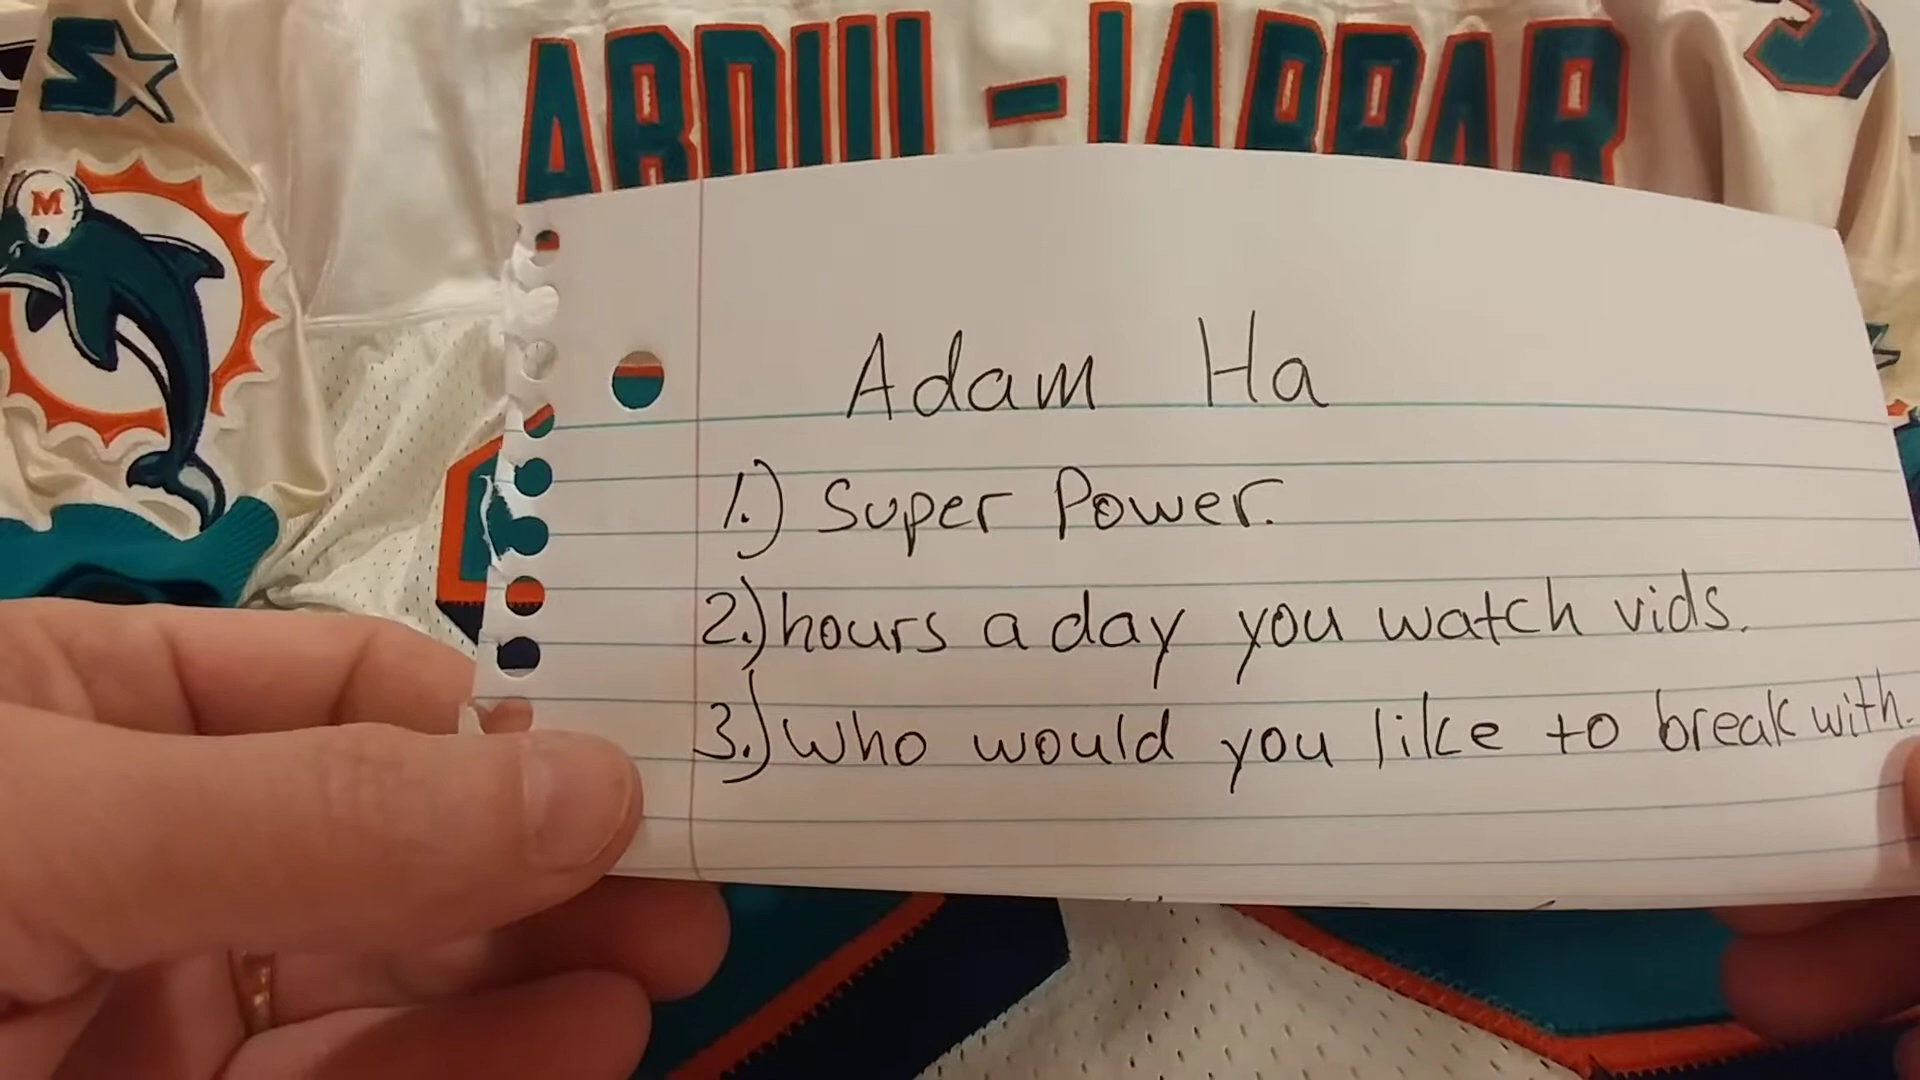 ABDUL-JABBAR
M
Adam Ha
1.) Super Power.
2.) hours a day you watch vids.
3.) Who would you like to break with.